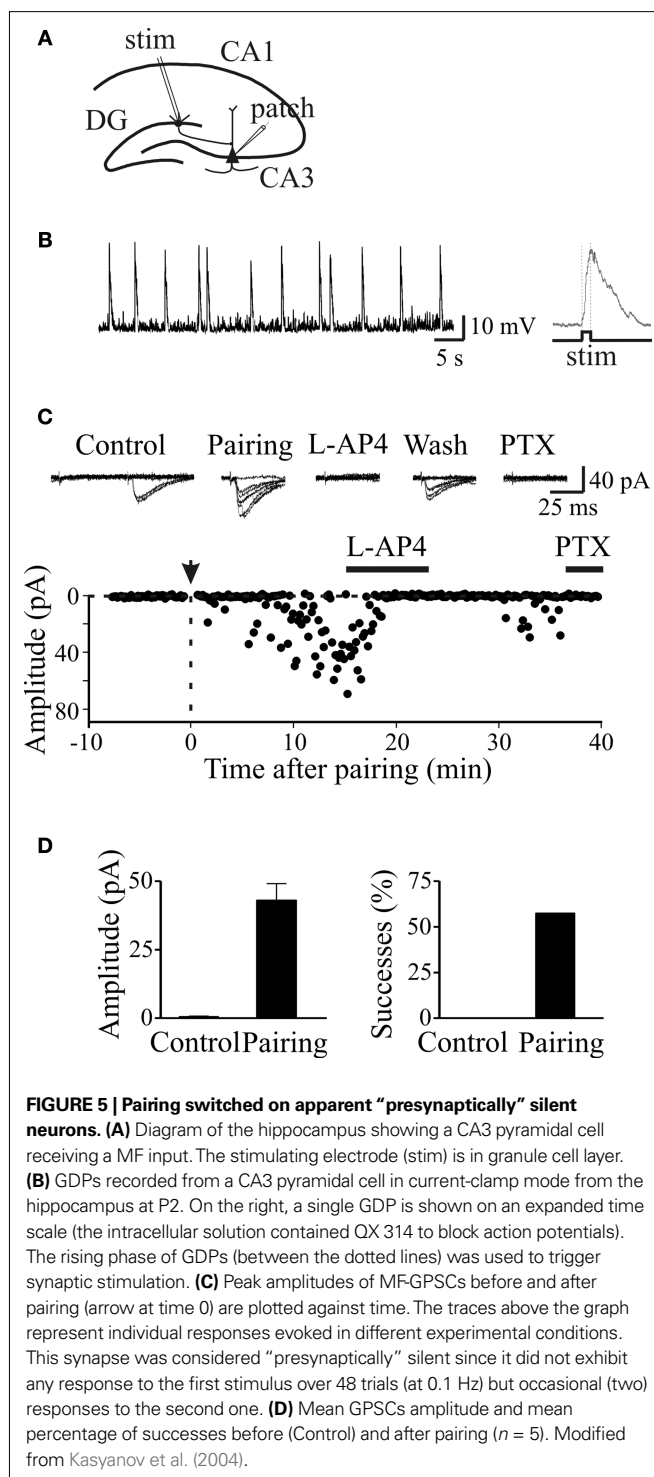 A
stim
CA1
DG
patch
CA3
B
10 mV
5 s
stim
C
Control Pairing L-AP4 Wash PTX
40 pA
25 ms
L-AP4 PTX
Amplitude (pA)
0
40
80
-10 0 10 20 30 40
Time after pairing (min)
D
Amplitude (pA)
50
25
0
Control Pairing
Successes (%)
75
50
25
0
Control Pairing
FIGURE 5 | Pairing switched on apparent “presynaptically” silent
neurons. (A) Diagram of the hippocampus showing a CA3 pyramidal cell
receiving a MF input. The stimulating electrode (stim) is in granule cell layer.
(B) GDPs recorded from a CA3 pyramidal cell in current-clamp mode from the
hippocampus at P2. On the right, a single GDP is shown on an expanded time
scale (the intracellular solution contained QX 314 to block action potentials).
The rising phase of GDPs (between the dotted lines) was used to trigger
synaptic stimulation. (C) Peak amplitudes of MF-GPSCs before and after
pairing (arrow at time 0) are plotted against time. The traces above the graph
represent individual responses evoked in different experimental conditions.
This synapse was considered “presynaptically” silent since it did not exhibit
any response to the first stimulus over 48 trials (at 0.1 Hz) but occasional (two)
responses to the second one. (D) Mean GPSCs amplitude and mean
percentage of successes before (Control) and after pairing (n = 5). Modified
from Kasyanov et al. (2004).